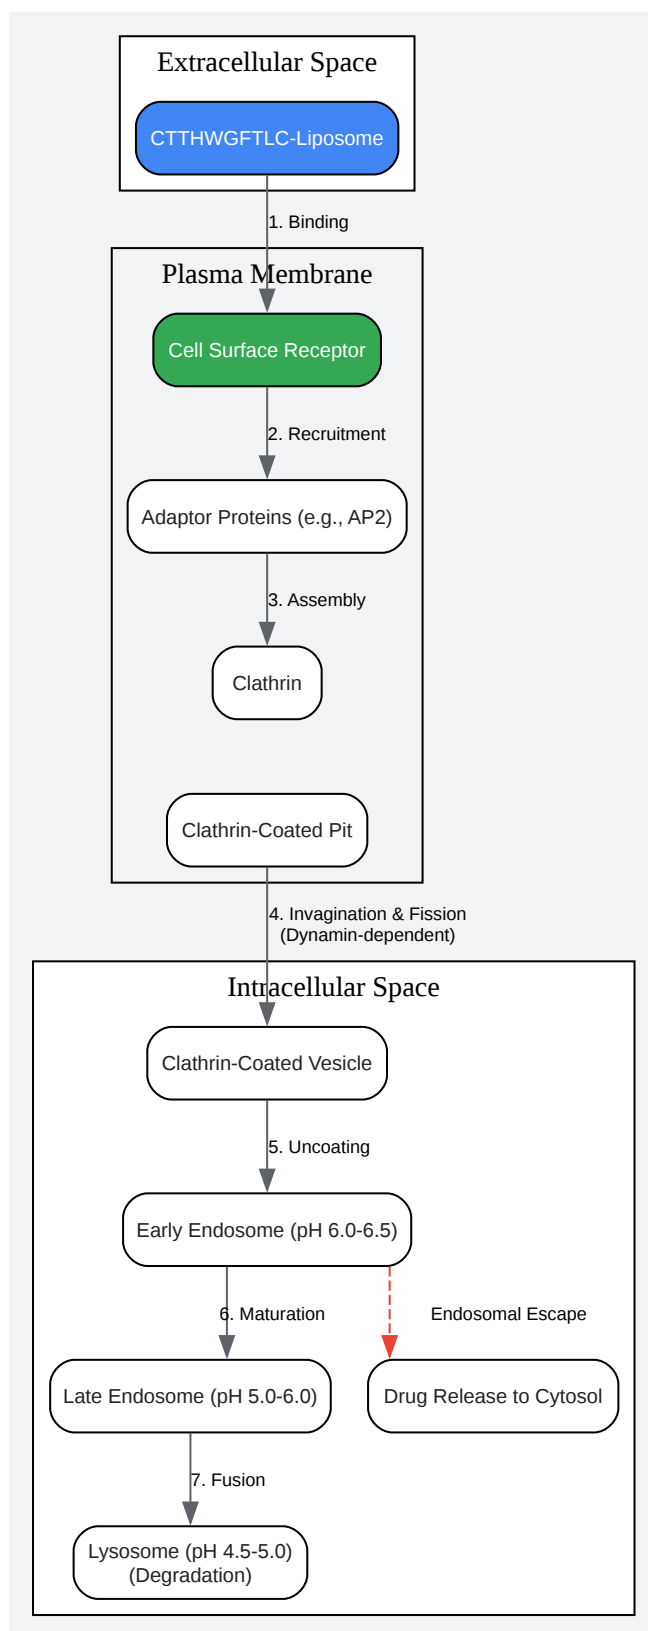 Extracellular Space
CTTHWGFTLC-Liposome
1. Binding
Plasma Membrane
Cell Surface Receptor
2. Recruitment
Adaptor Proteins (e.g., AP2)
3. Assembly
Clathrin
Clathrin-Coated Pit
4. Invagination & Fission
(Dynamin-dependent)
Intracellular Space
Clathrin-Coated Vesicle
5. Uncoating
Early Endosome (pH 6.0-6.5)
6. Maturation
Endosomal Escape
Late Endosome (pH 5.0-6.0)
Drug Release to Cytosol
7. Fusion
Lysosome (pH 4.5-5.0)
(Degradation)